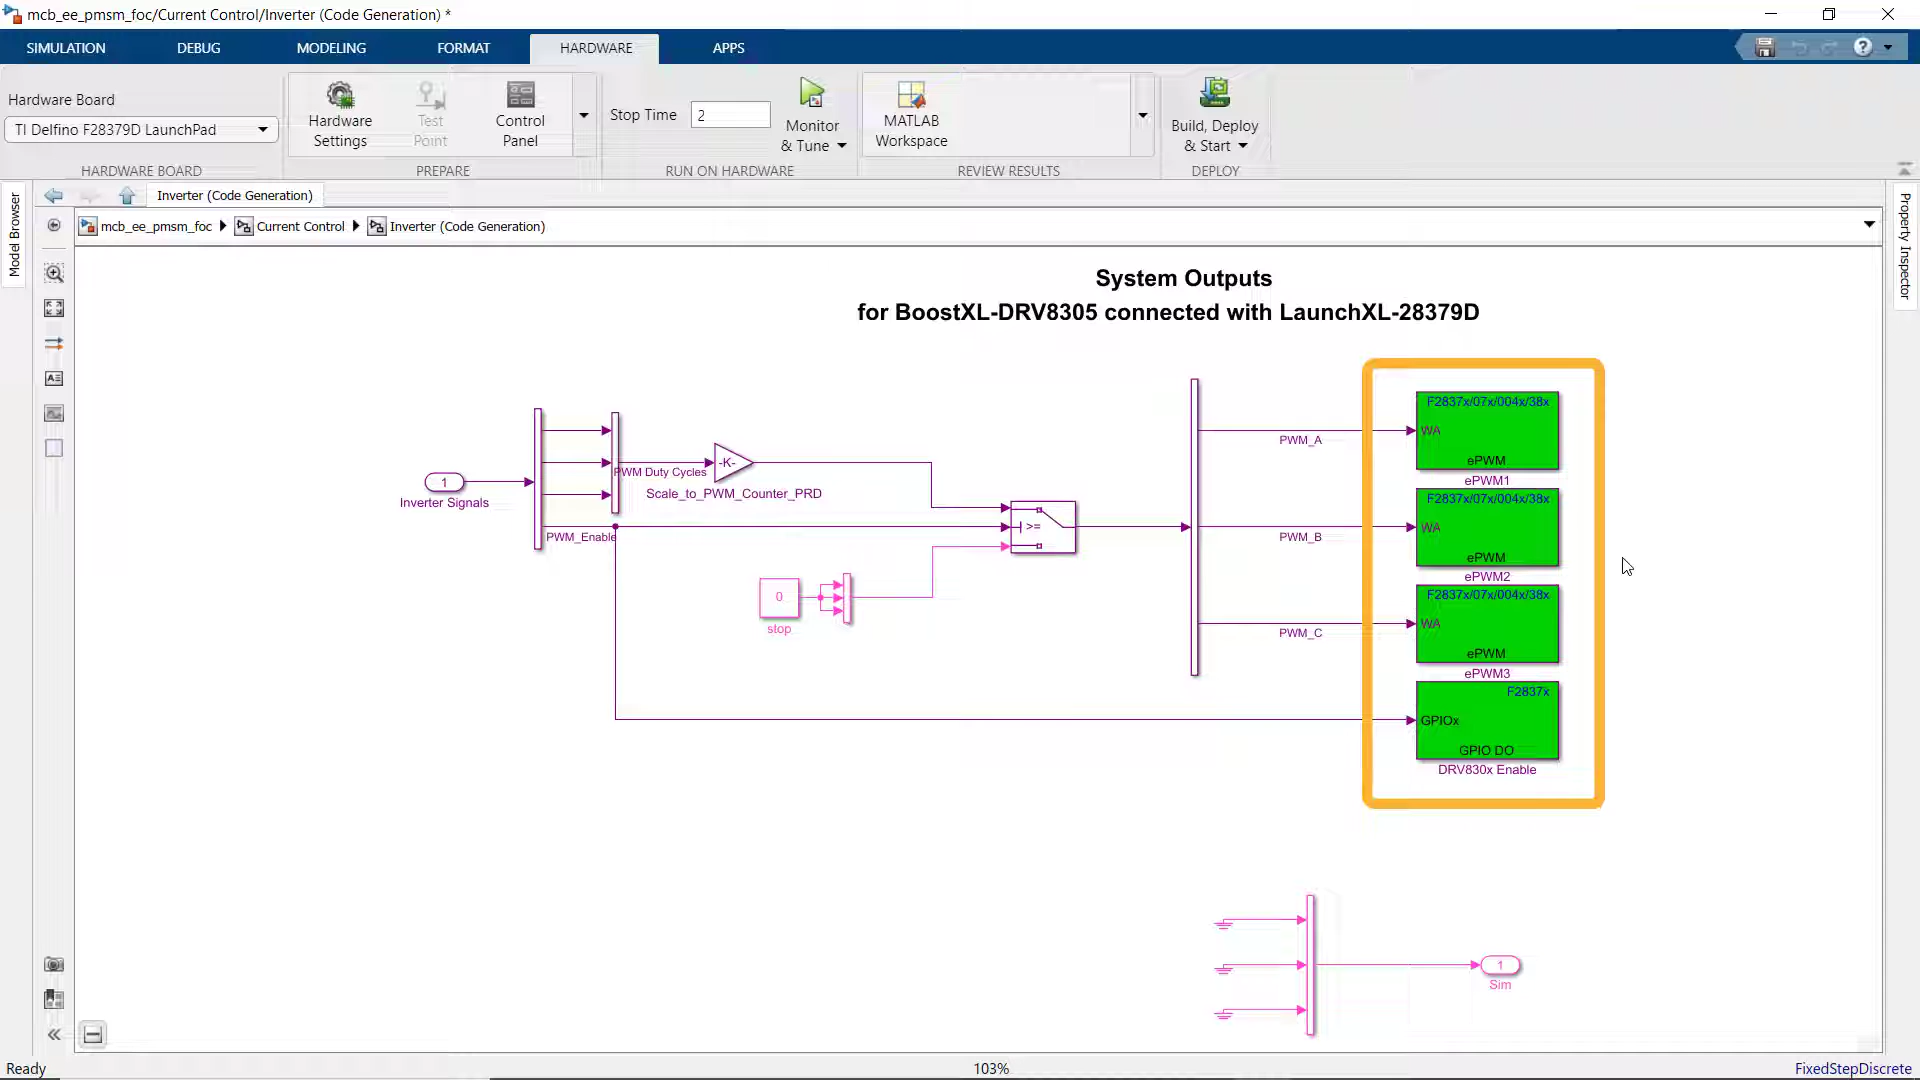 mcb_ee_pmsm_foc/Current Control/Inverter (Code Generation) *
SIMULATION DEBUG MODELING FORMAT HARDWARE APPS
?
Hardware Board
TI Delfino F28379D LaunchPad
Hardware
Settings
Test
Point
Control
Panel
Stop Time 2
Monitor
& Tune
MATLAB
Workspace
Build, Deploy
& Start
HARDWARE BOARD PREPARE RUN ON HARDWARE REVIEW RESULTS DEPLOY
Model Browser
Property Inspector
Inverter (Code Generation)
mcb_ee_pmsm_foc Current Control Inverter (Code Generation)
System Outputs
for BoostXL-DRV8305 connected with LaunchXL-28379D
1
Inverter Signals
PWM Duty Cycles
-K-
Scale_to_PWM_Counter_PRD
PWM_Enable
>=
0
stop
PWM_A
PWM_B
PWM_C
F2837x/07x/004x/38x
WA
ePWM
ePWM1
F2837x/07x/004x/38x
WA
ePWM
ePWM2
F2837x/07x/004x/38x
WA
ePWM
ePWM3
F2837x
GPIOx
GPIO DO
DRV830x Enable
1
Sim
Ready 103% FixedStepDiscrete